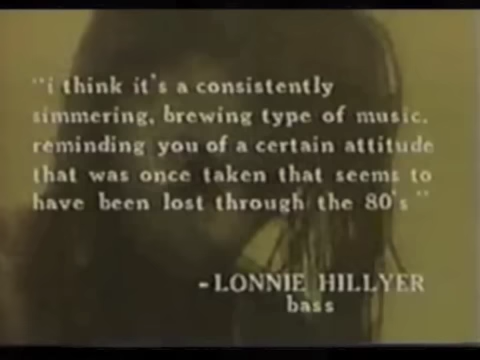 "i think it's a consistently
simmering, brewing type of music.
reminding you of a certain attitude
that was once taken that seems to
have been lost through the 80's "
-LONNIE HILLYER
bass